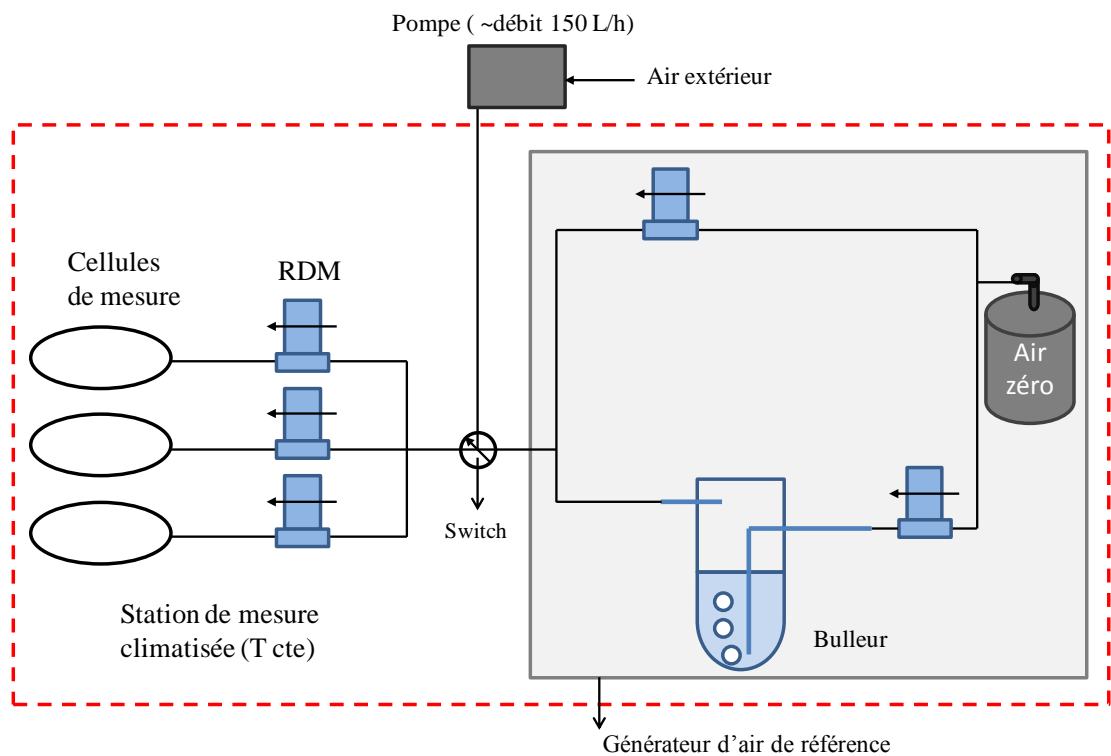 Pompe ( ~débit 150 L/h)
Air extérieur
Cellules
de mesure
RDM
Air
zéro
Switch
Station de mesure
climatisée (T cte)
Bulleur
Générateur d’air de référence